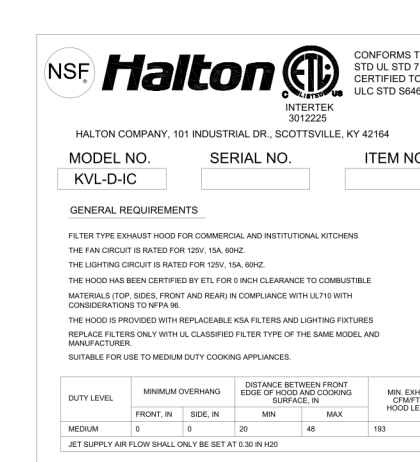 NSF® Halton ETL
C LISTED US
INTERTEK
3012225
CONFORMS T
STD UL STD 7
CERTIFIED TO
ULC STD S646
HALTON COMPANY, 101 INDUSTRIAL DR., SCOTTSVILLE, KY 42164
MODEL NO. SERIAL NO. ITEM NO
KVL-D-IC
GENERAL REQUIREMENTS
FILTER TYPE EXHAUST HOOD FOR COMMERCIAL AND INSTITUTIONAL KITCHENS
THE FAN CIRCUIT IS RATED FOR 125V, 15A, 60HZ.
THE LIGHTING CIRCUIT IS RATED FOR 125V, 15A, 60HZ.
THE HOOD HAS BEEN CERTIFIED BY ETL FOR 0 INCH CLEARANCE TO COMBUSTIBLE
MATERIALS (TOP, SIDES, FRONT AND REAR) IN COMPLIANCE WITH UL710 WITH
CONSIDERATIONS TO NFPA 96.
THE HOOD IS PROVIDED WITH REPLACEABLE KSA FILTERS AND LIGHTING FIXTURES
REPLACE FILTERS ONLY WITH UL CLASSIFIED FILTER TYPE OF THE SAME MODEL AND
MANUFACTURER.
SUITABLE FOR USE TO MEDIUM DUTY COOKING APPLIANCES.
DUTY LEVEL
MINIMUM OVERHANG
DISTANCE BETWEEN FRONT
EDGE OF HOOD AND COOKING
SURFACE, IN
MIN. EXH
CFM/FT
HOOD LE
FRONT, IN SIDE, IN MIN MAX
MEDIUM 0 0 20 48 193
JET SUPPLY AIR FLOW SHALL ONLY BE SET AT 0.30 IN H20